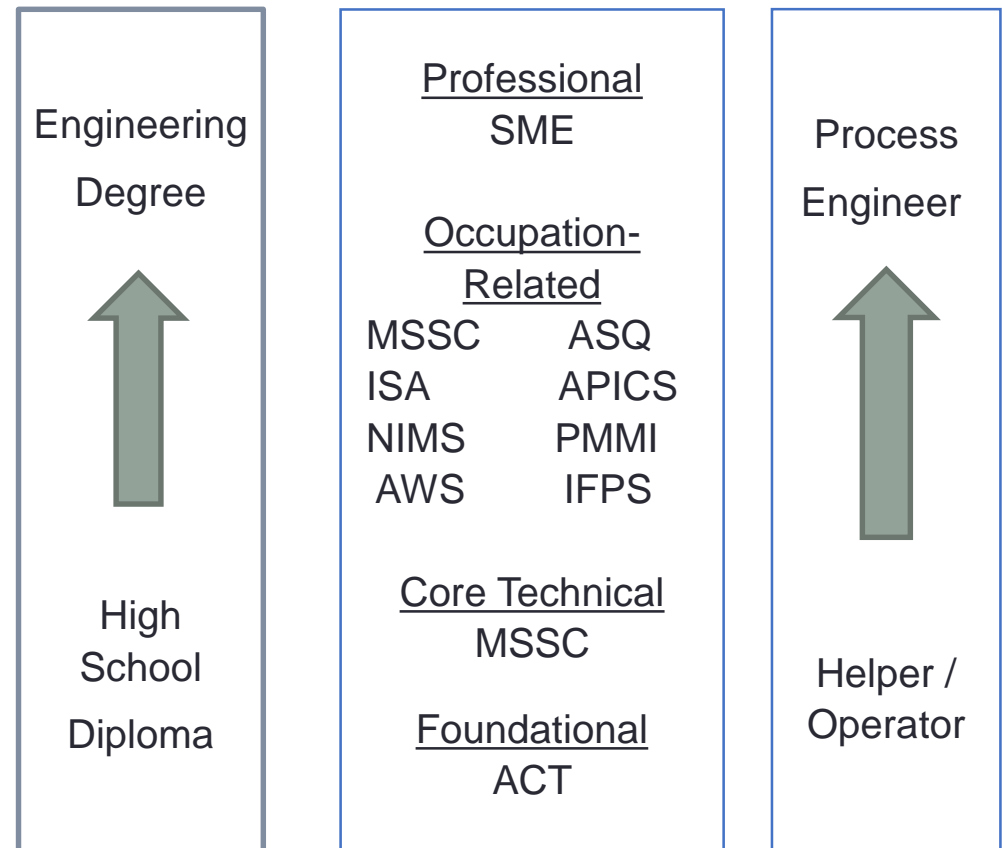 Engineering
Degree
High
School
Diploma
Professional
SME
Occupation-
Related
MSSC ASQ
ISA APICS
NIMS PMMI
AWS IFPS
Core Technical
MSSC
Foundational
ACT
Process
Engineer
Helper /
Operator